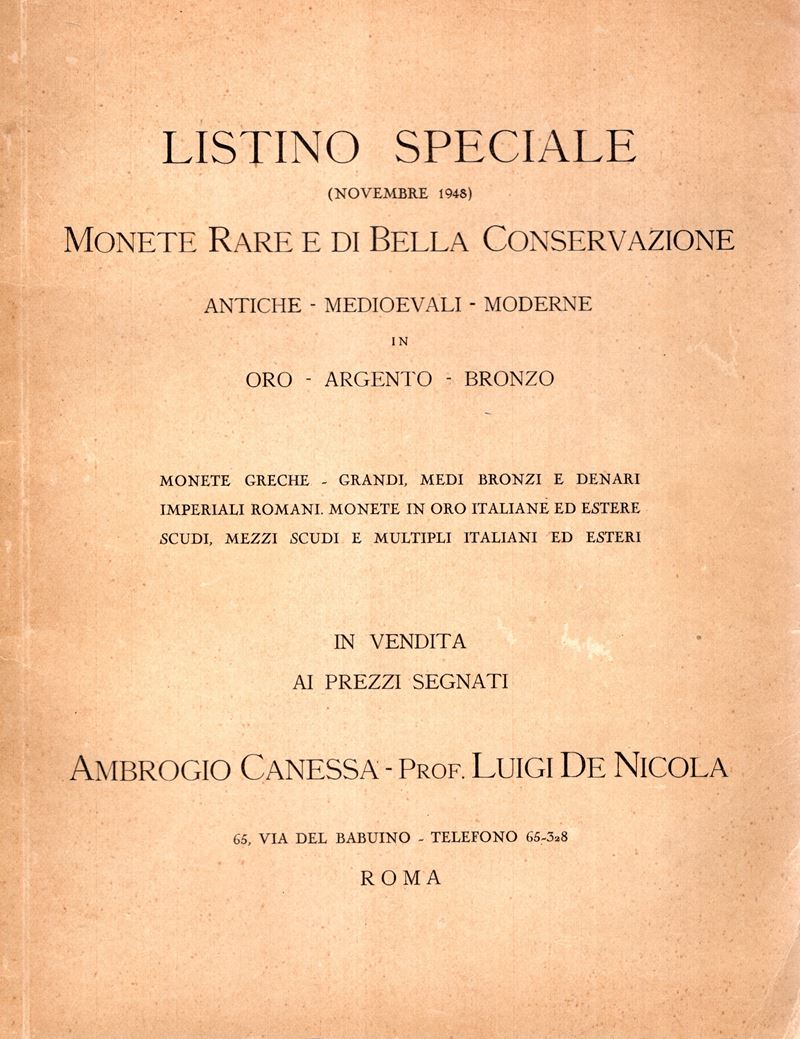 LISTINO SPECIALE
(NOVEMBRE 1948)
MONETE RARE E DI BELLA CONSERVAZIONE
ANTICHE - MEDIOEVALI - MODERNE
IN
ORO - ARGENTO - BRONZO
MONETE GRECHE - GRANDI, MEDI BRONZI E DENARI
IMPERIALI ROMANI. MONETE IN ORO ITALIANE ED ESTERE
SCUDI, MEZZI SCUDI E MULTIPLI ITALIANI ED ESTERI
IN VENDITA
AI PREZZI SEGNATI
AMBROGIO CANESSA - PROF. LUIGI DE NICOLA
65, VIA DEL BABUINO - TELEFONO 65-328
ROMA